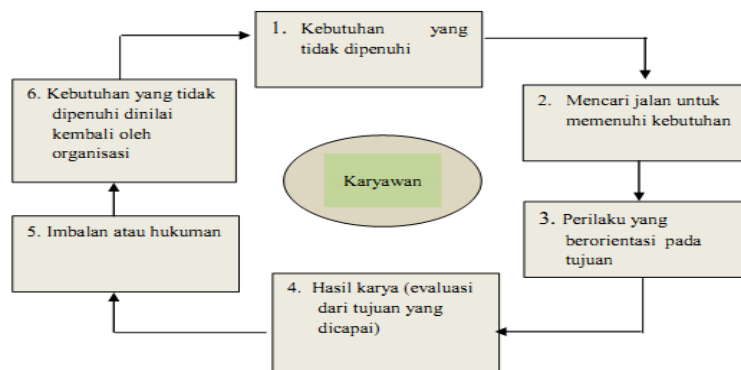 1. Kebutuhan yang
tidak dipenuhi
2. Mencari jalan untuk
memenuhi kebutuhan
3. Perilaku yang
berorientasi pada
tujuan
4. Hasil karya (evaluasi
dari tujuan yang
dicapai)
5. Imbalan atau hukuman
6. Kebutuhan yang tidak
dipenuhi dinilai
kembali oleh
organisasi
Karyawan